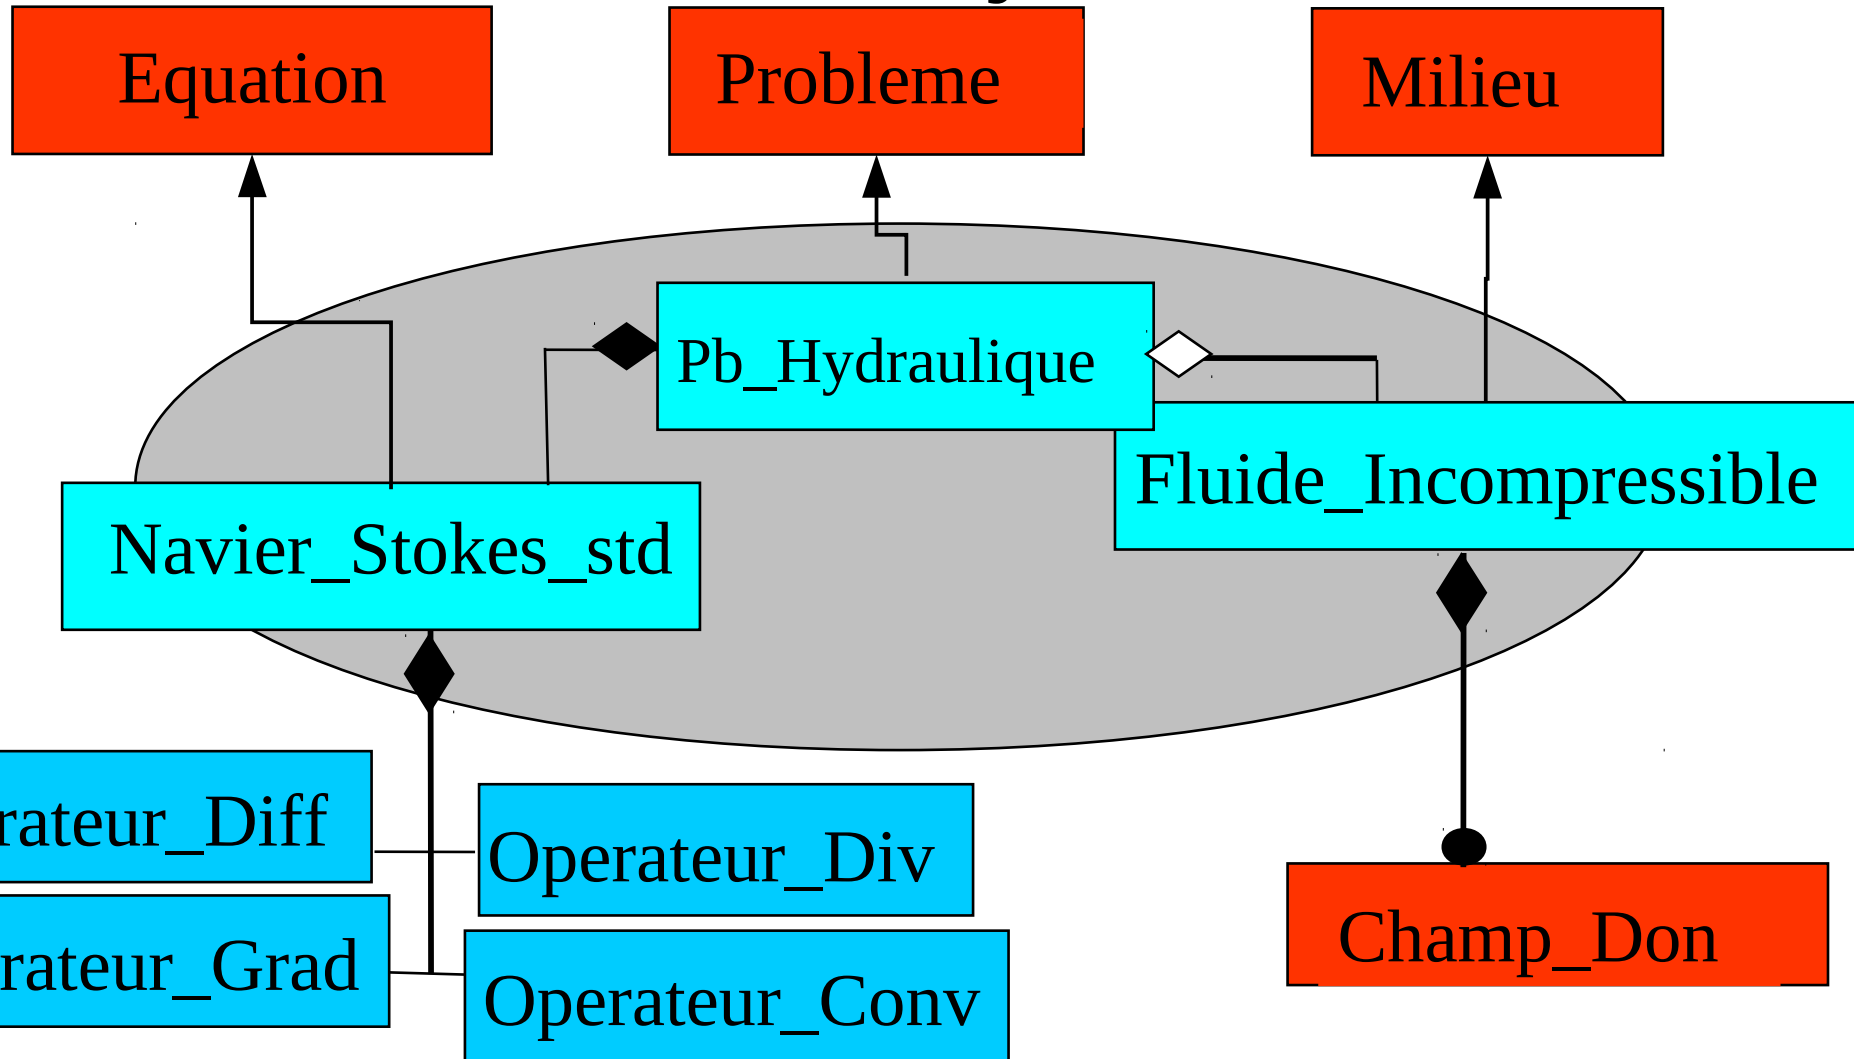 Equation
Probleme
Milieu
Pb_Hydraulique
Fluide_Incompressible
Navier_Stokes_std
rateur_Diff
Operateur_Div
rateur_Grad
Operateur_Conv
Champ_Don